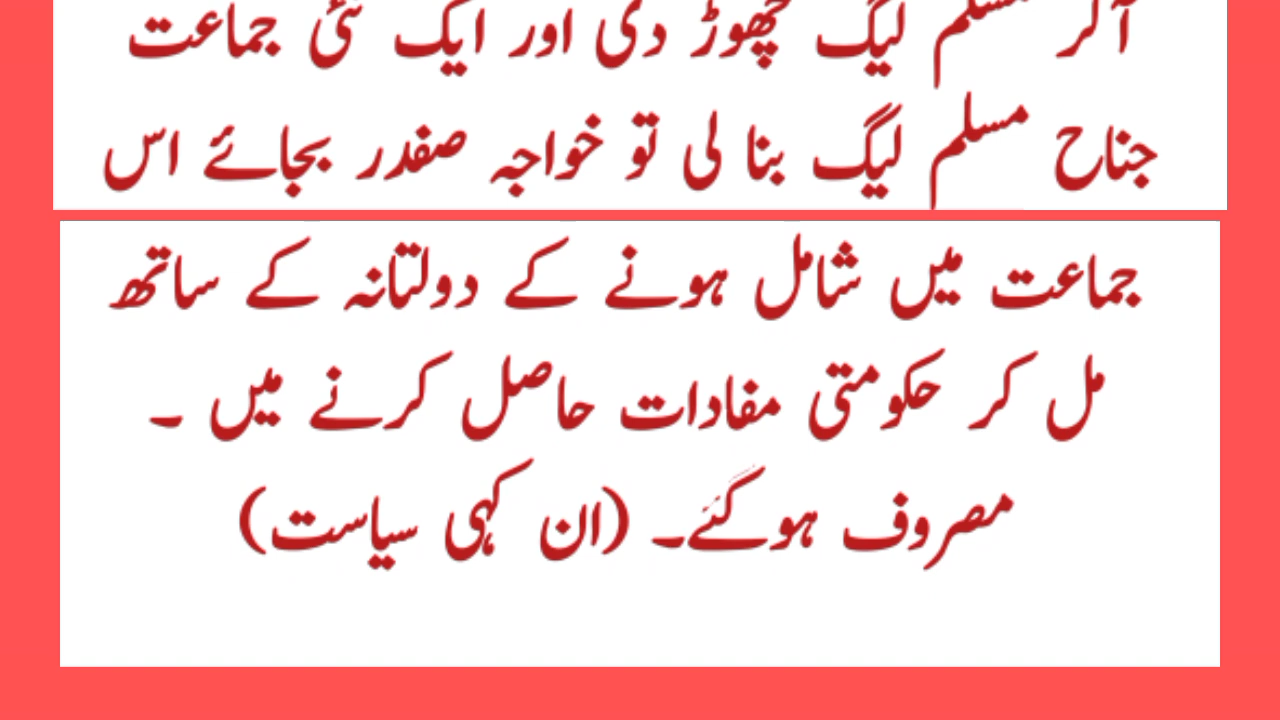 آکر مسلم لیگ چھوڑ دی اور ایک نئی جماعت
جناح مسلم لیگ بنا لی تو خواجہ صفدر بجائے اس
جماعت میں شامل ہونے کے دولتانہ کے ساتھ
مل کر حکومتی مفادات حاصل کرنے میں ۔
مصروف ہوگئے۔ (ان کہی سیاست)